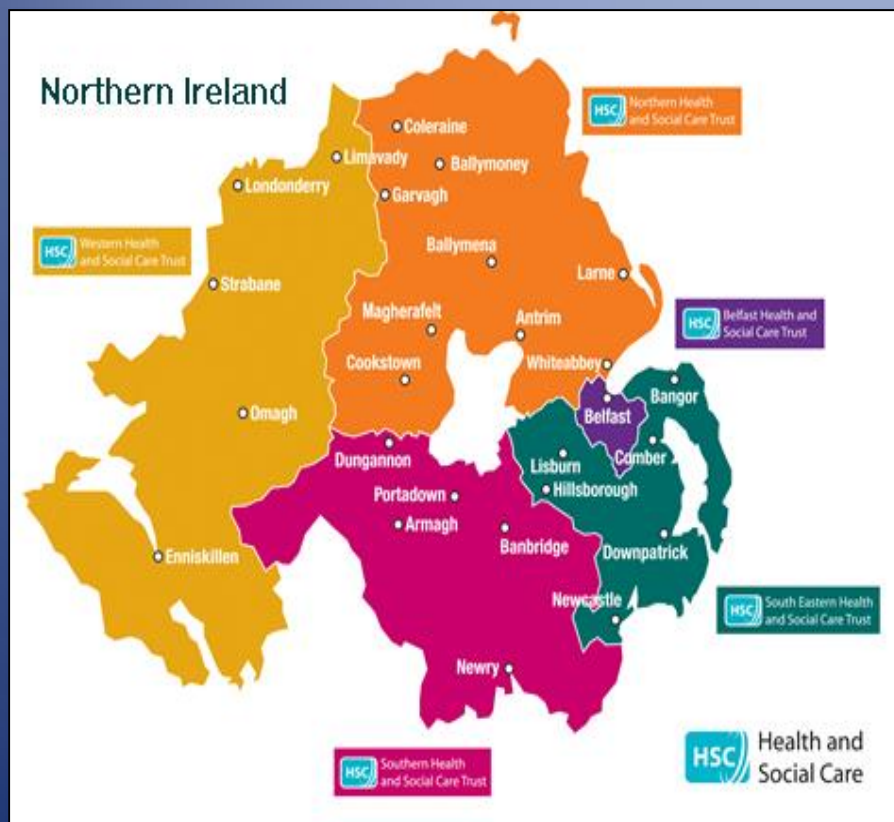 Northern Ireland
HSC
Northern Health
and Social Care Trust
Coleraine
Limavady
Ballymoney
Londonderry
Garvagh
HSC
Western Health
and Social Care Trust
Ballymena
Larne
Strabane
Magherafelt
Antrim
HSC
Belfast Health and
Social Care Trust
Cookstown
Whiteabbey
Bangor
Omagh
Belfast
Dungannon
Lisburn
Comber
Portadown
Hillsborough
Armagh
Banbridge
Downpatrick
Enniskillen
Newcastle
HSC
South Eastern Health
and Social Care Trust
Newry
HSC
Southern Health
and Social Care Trust
HSC
Health and
Social Care